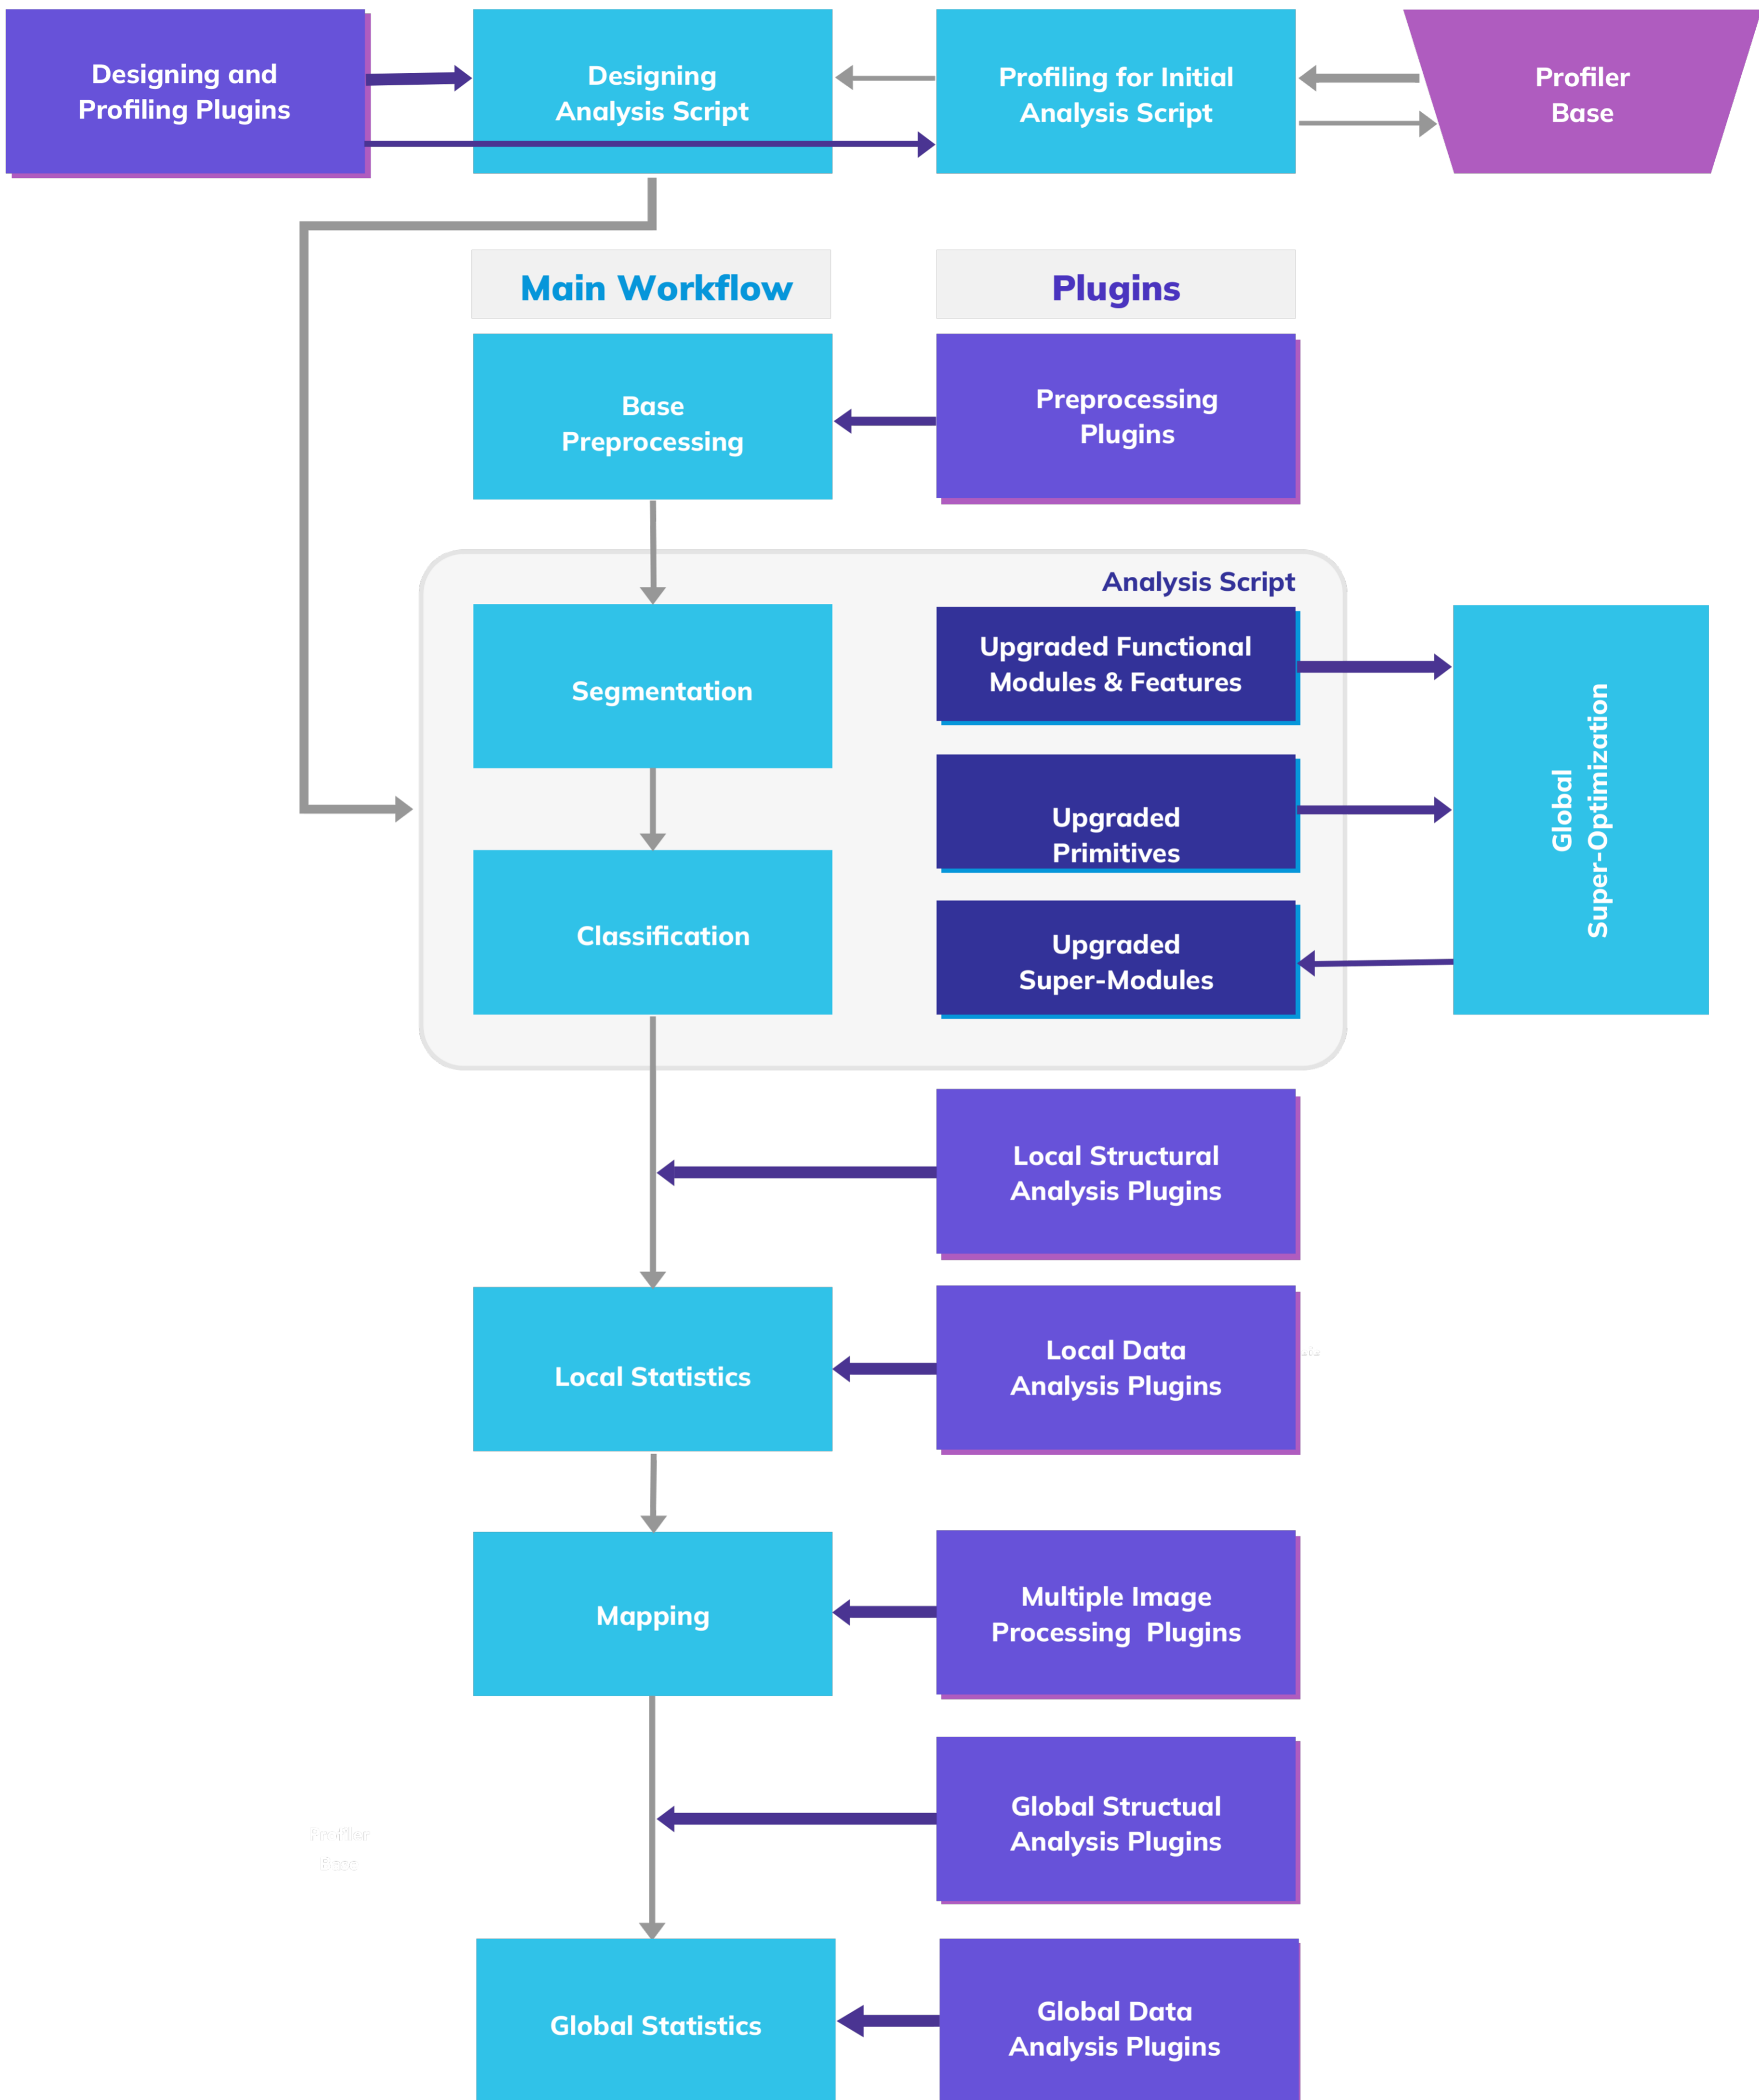 Designing and
Profiling Plugins
Designing
Analysis Script
Profiling for Initial
Analysis Script
Profiler
Base
Main Workflow
Plugins
Base
Preprocessing
Preprocessing
Plugins
Analysis Script
Segmentation
Upgraded Functional
Modules & Features
Upgraded
Primitives
Global
Super-Optimization
Classification
Upgraded
Super-Modules
Local Structural
Analysis Plugins
Local Statistics
Local Data
Analysis Plugins
Mapping
Multiple Image
Processing Plugins
Global Structual
Analysis Plugins
Profiler
Base
Global Statistics
Global Data
Analysis Plugins